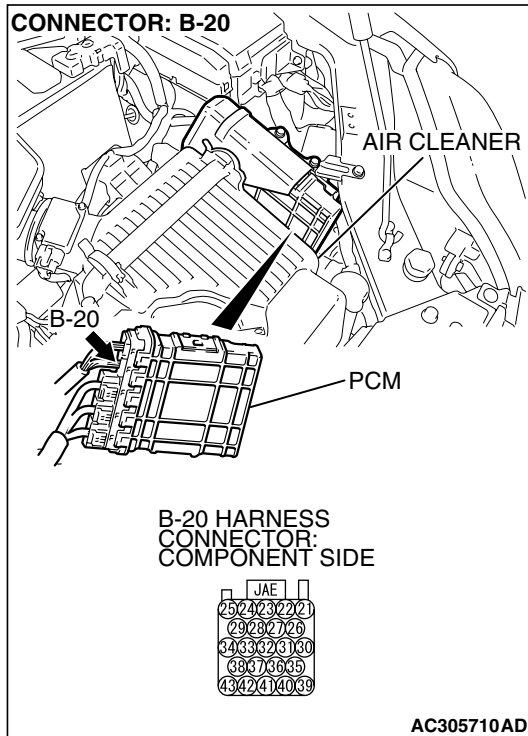 CONNECTOR: B-20
AIR CLEANER
B-20
PCM
B-20 HARNESS
CONNECTOR:
COMPONENT SIDE
JAE
25 24 23 22 21
29 28 27 26
34 33 32 31 30
38 37 36 35
43 42 41 40 39
AC305710AD